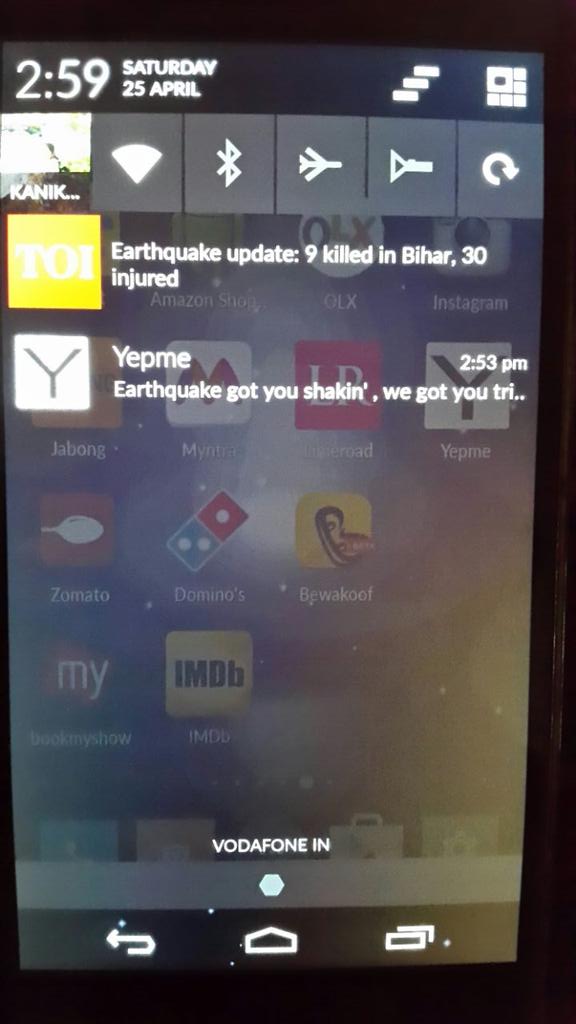 2:59 SATURDAY
25 APRIL
KANIK...
TOI
Earthquake update: 9 killed in Bihar, 30
injured
OLX
Amazon Shop.. OLX Instagram
Y
Yepme 2:53 pm
Earthquake got you shakin' , we got you tri..
LR
Y
Jabong Myntra Limeroad Yepme
Zomato Domino's Bewakoof
my IMDb
bookmyshow IMDb
VODAFONE IN